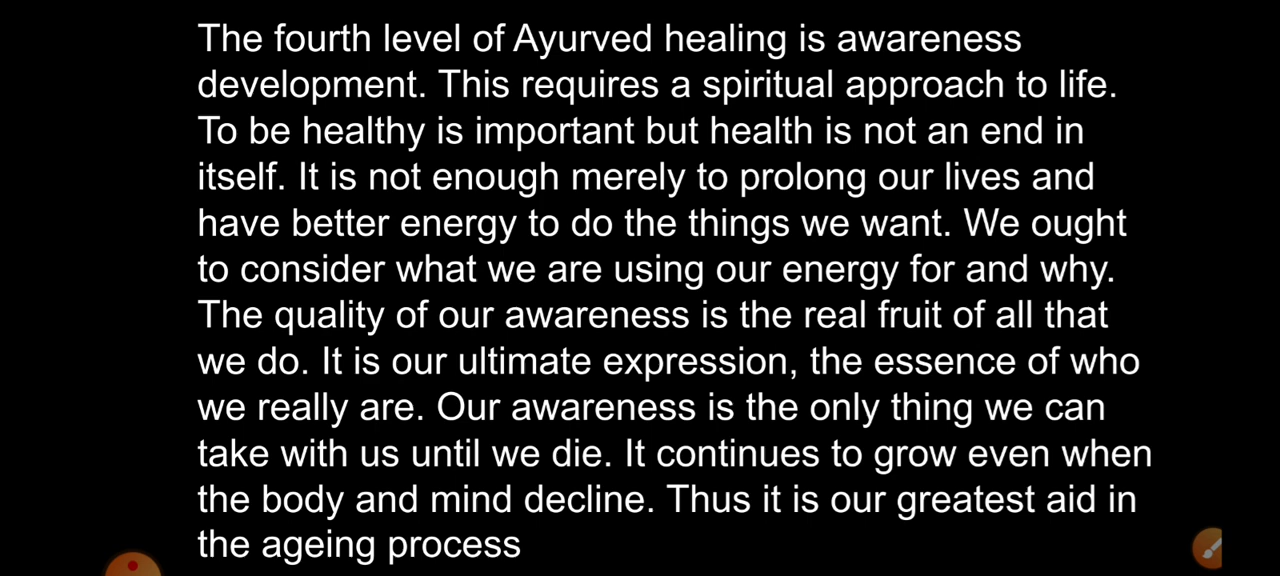 The fourth level of Ayurved healing is awareness
development. This requires a spiritual approach to life.
To be healthy is important but health is not an end in
itself. It is not enough merely to prolong our lives and
have better energy to do the things we want. We ought
to consider what we are using our energy for and why.
The quality of our awareness is the real fruit of all that
we do. It is our ultimate expression, the essence of who
we really are. Our awareness is the only thing we can
take with us until we die. It continues to grow even when
the body and mind decline. Thus it is our greatest aid in
the ageing process